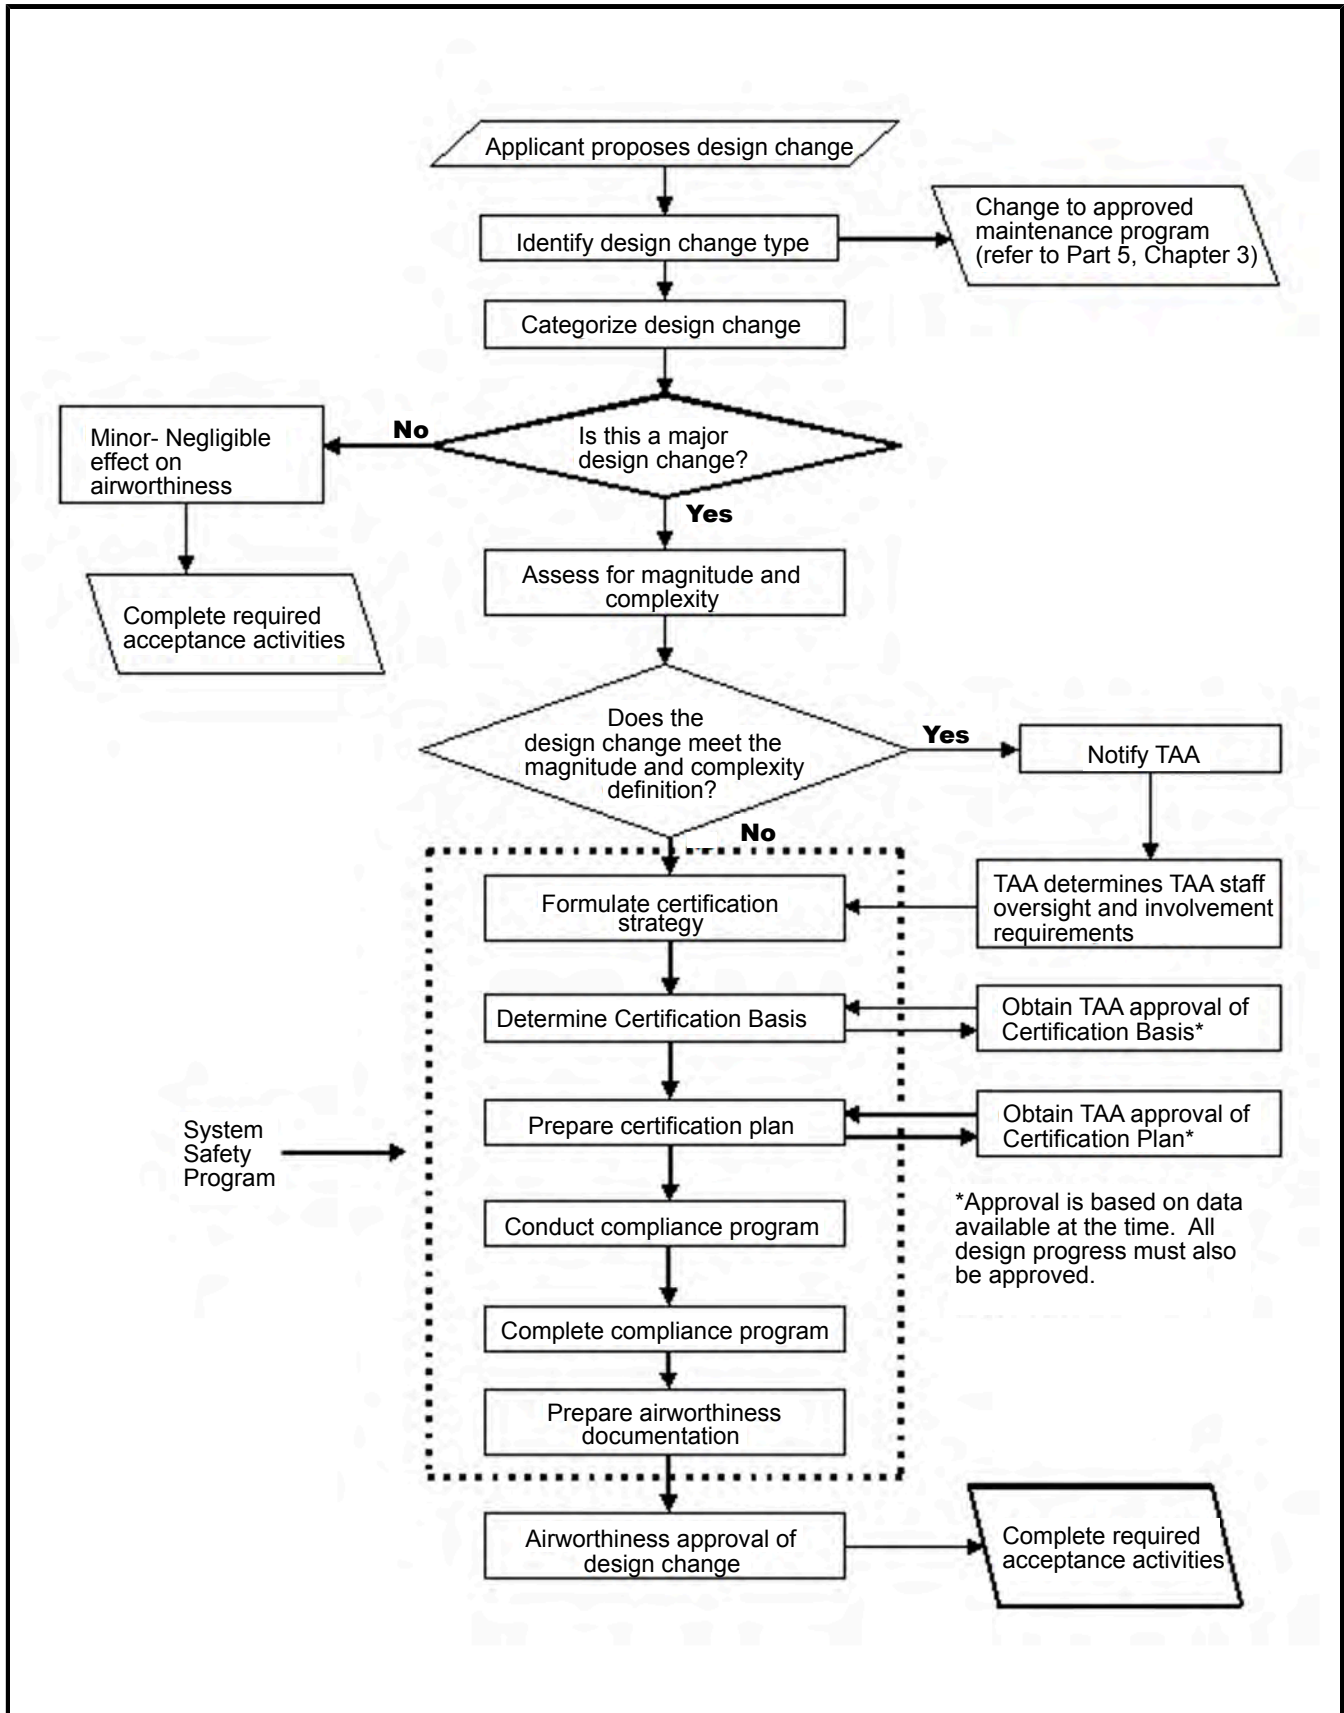 Applicant proposes design change
Change to approved
maintenance program
(refer to Part 5, Chapter 3)
Identify design change type
Categorize design change
No
Minor- Negligible
effect on
airworthiness
Is this a major
design change?
Yes
Assess for magnitude and
complexity
Complete required
acceptance activities
Does the
design change meet the
magnitude and complexity
definition?
Yes
Notify TAA
No
TAA determines TAA staff
oversight and involvement
requirements
Formulate certification
strategy
Determine Certification Basis
Obtain TAA approval of
Certification Basis*
Prepare certification plan
Obtain TAA approval of
Certification Plan*
System
Safety
Program
*Approval is based on data
available at the time. All
design progress must also
be approved.
Conduct compliance program
Complete compliance program
Prepare airworthiness
documentation
Airworthiness approval of
design change
Complete required
acceptance activities